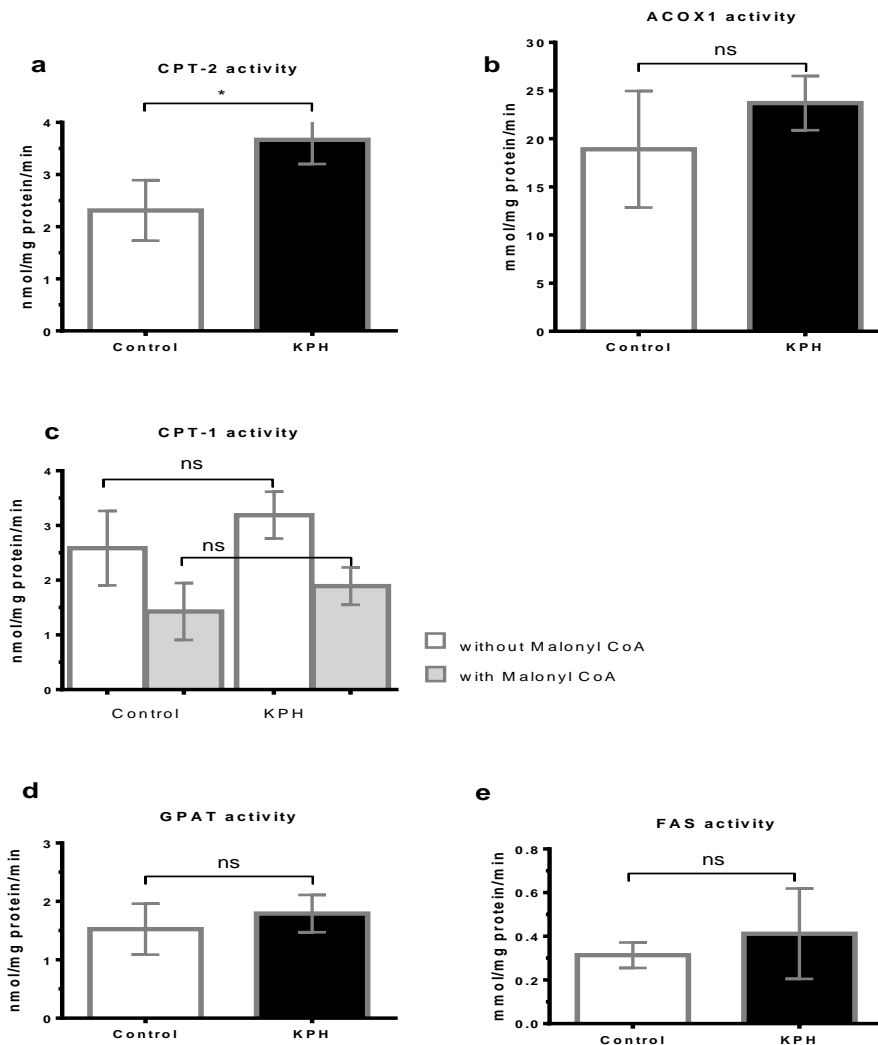 a
CPT-2 activity
*
nmol/mg protein/min
4
3
2
1
0
Control KPH
ACOX1 activity
b
ns
mmol/mg protein/min
30
25
20
15
10
5
0
Control KPH
c
CPT-1 activity
ns
ns
nmol/mg protein/min
4
3
2
1
0
Control KPH
without Malonyl CoA
with Malonyl CoA
d
GPAT activity
ns
nmol/mg protein/min
3
2
1
0
Control KPH
e
FAS activity
ns
mmol/mg protein/min
0.8
0.6
0.4
0.2
0.0
Control KPH